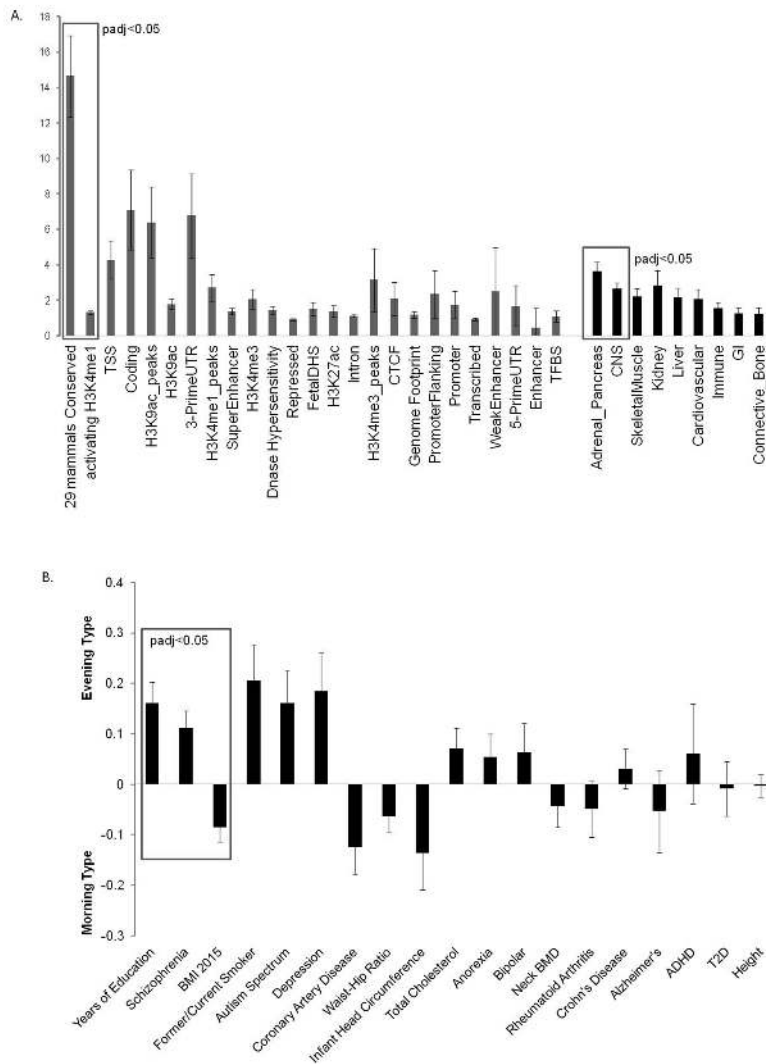 A.
padj<0.05
18
16
14
12
10
8
6
4
2
0
padj<0.05
29 mammals Conserved
activating H3K4me1
TSS
Coding
H3K9ac_peaks
H3K9ac
3-PrimeUTR
H3K4me1_peaks
SuperEnhancer
H3K4me3
Dnase Hypersensitivity
Repressed
FetalDHS
H3K27ac
Intron
H3K4me3_peaks
CTCF
Genome Footprint
PromoterFlanking
Promoter
Transcribed
WeakEnhancer
5-PrimeUTR
Enhancer
TFBS
Adrenal_Pancreas
CNS
SkeletalMuscle
Kidney
Liver
Cardiovascular
Immune
GI
Connective_Bone
B.
Evening Type
Morning Type
0.4
0.3
0.2
0.1
0
-0.1
-0.2
-0.3
padj<0.05
Years of Education
Schizophrenia
BMI 2015
Former/Current Smoker
Autism Spectrum
Depression
Coronary Artery Disease
Waist-Hip Ratio
Infant Head Circumference
Total Cholesterol
Anorexia
Bipolar
Neck BMD
Rheumatoid Arthritis
Crohn's Disease
Alzheimer's
ADHD
T2D
Height